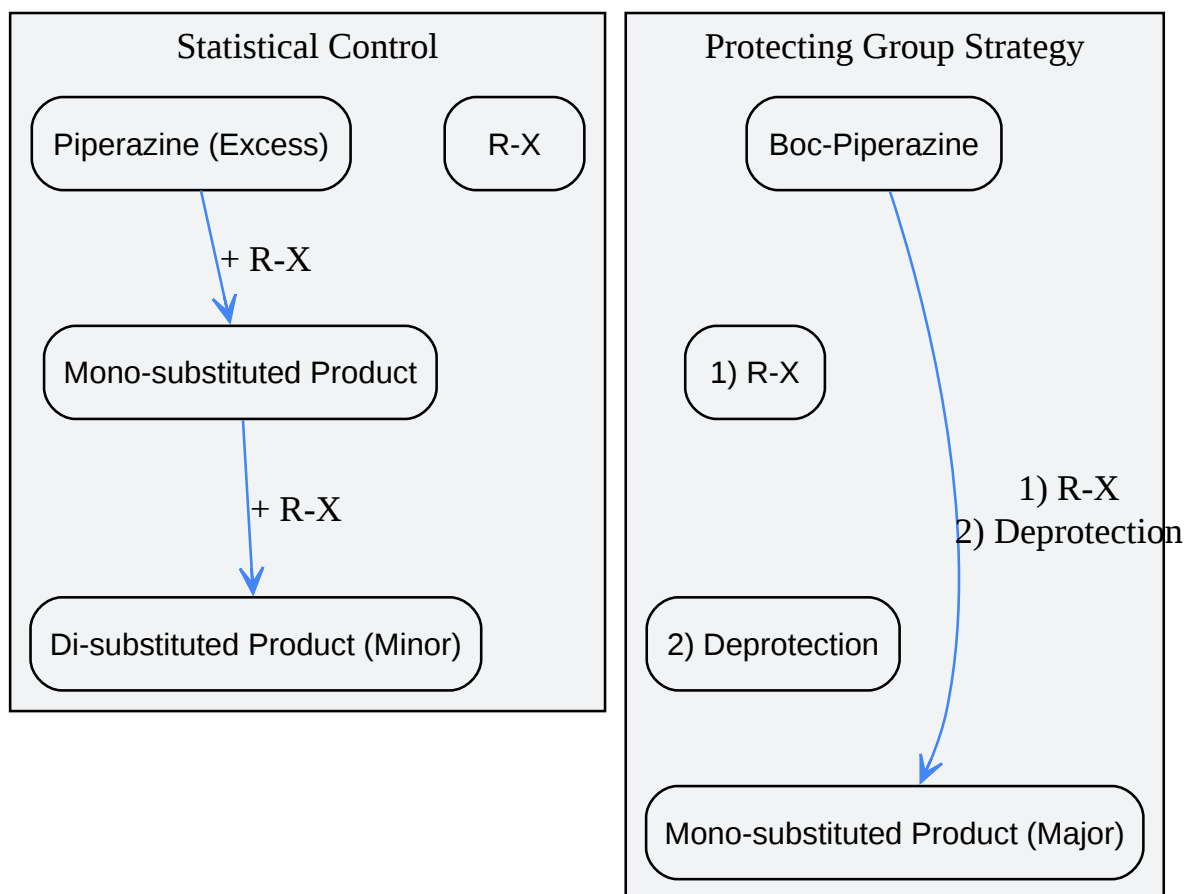 Statistical Control
Piperazine (Excess)
R-X
+ R-X
Mono-substituted Product
+ R-X
Di-substituted Product (Minor)
Protecting Group Strategy
Boc-Piperazine
1) R-X
1) R-X
2) Deprotection
2) Deprotection
Mono-substituted Product (Major)